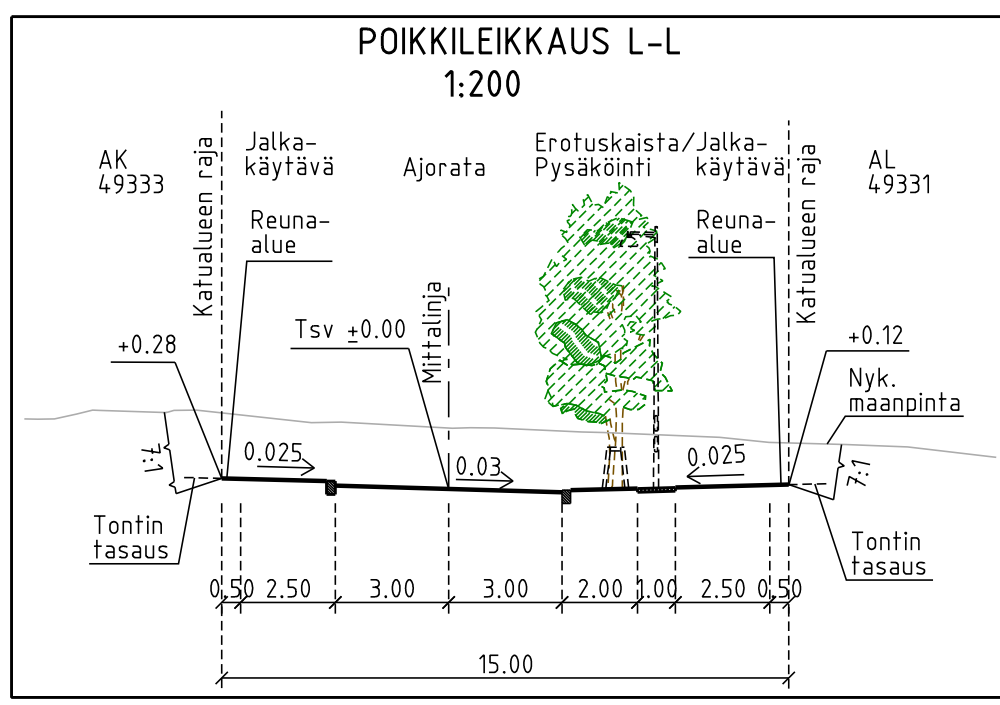 POIKKILEIKKAUS L-L
1:200
AK
49333
Katualueen raja
Jalka-
käytävä
Ajorata
Erotuskaista/Jalka-
Pysäköinti käytävä
Katualueen raja
AL
49331
Reuna-
alue
Reuna-
alue
Mittalinja
Tsv ±0.00
+0.28
+0.12
Nyk.
maanpinta
7:1
0.025
0.03
0.025
7:1
Tontin
tasaus
Tontin
tasaus
0.50 2.50 3.00 3.00 2.00 1.00 2.50 0.50
15.00